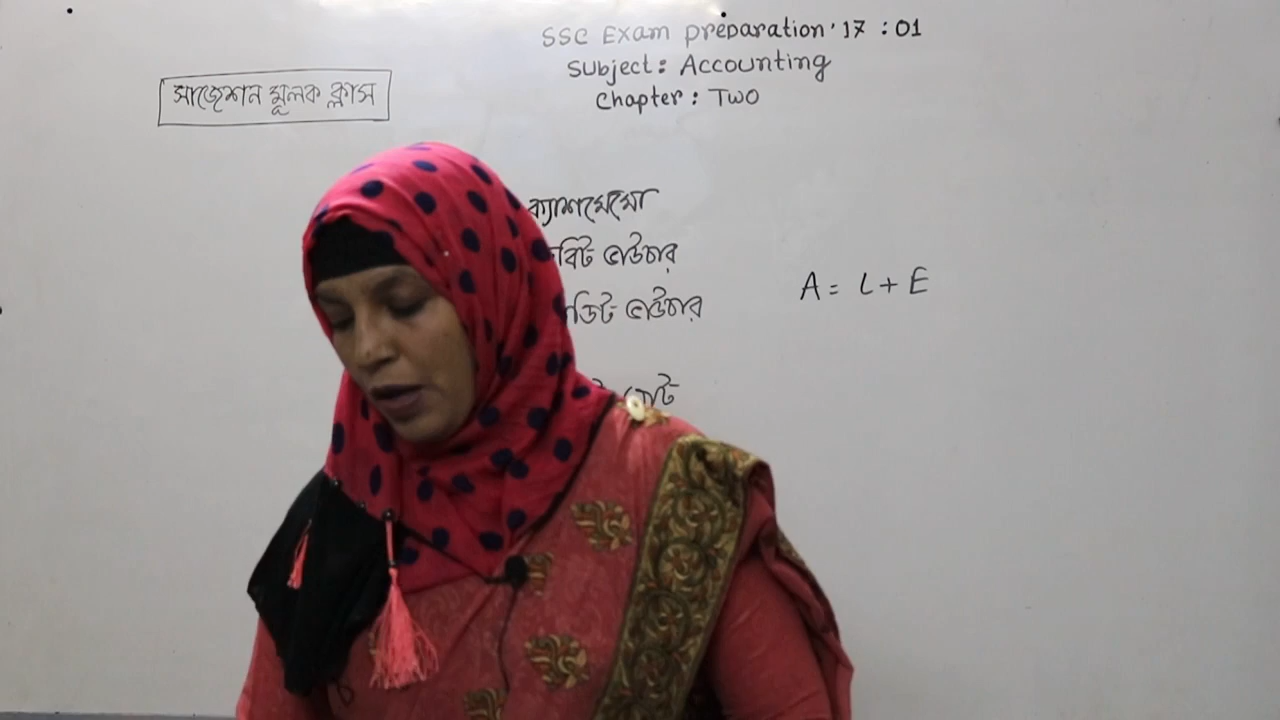 SSC Exam preparation '17 : 01
Subject: Accounting
Chapter: Two
সাজেশন মূলক ক্লাস
ক্যাশমেমো
বিট ভাউচার
ডিট ভাউচার
A = L + E
নোট